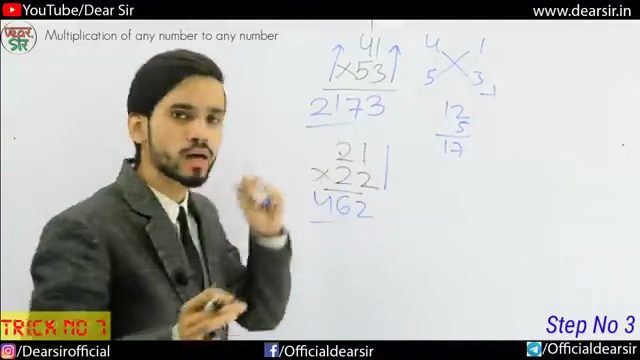 YouTube/Dear Sir
www.dearsir.in
Dear Sir
Multiplication of any number to any number
1
41
×53
2173
4 1
5 3
12
5
17
21
×22
462
TRICK NO 7
Step No 3
/Dearsirofficial
/Officialdearsir
/Officialdearsir